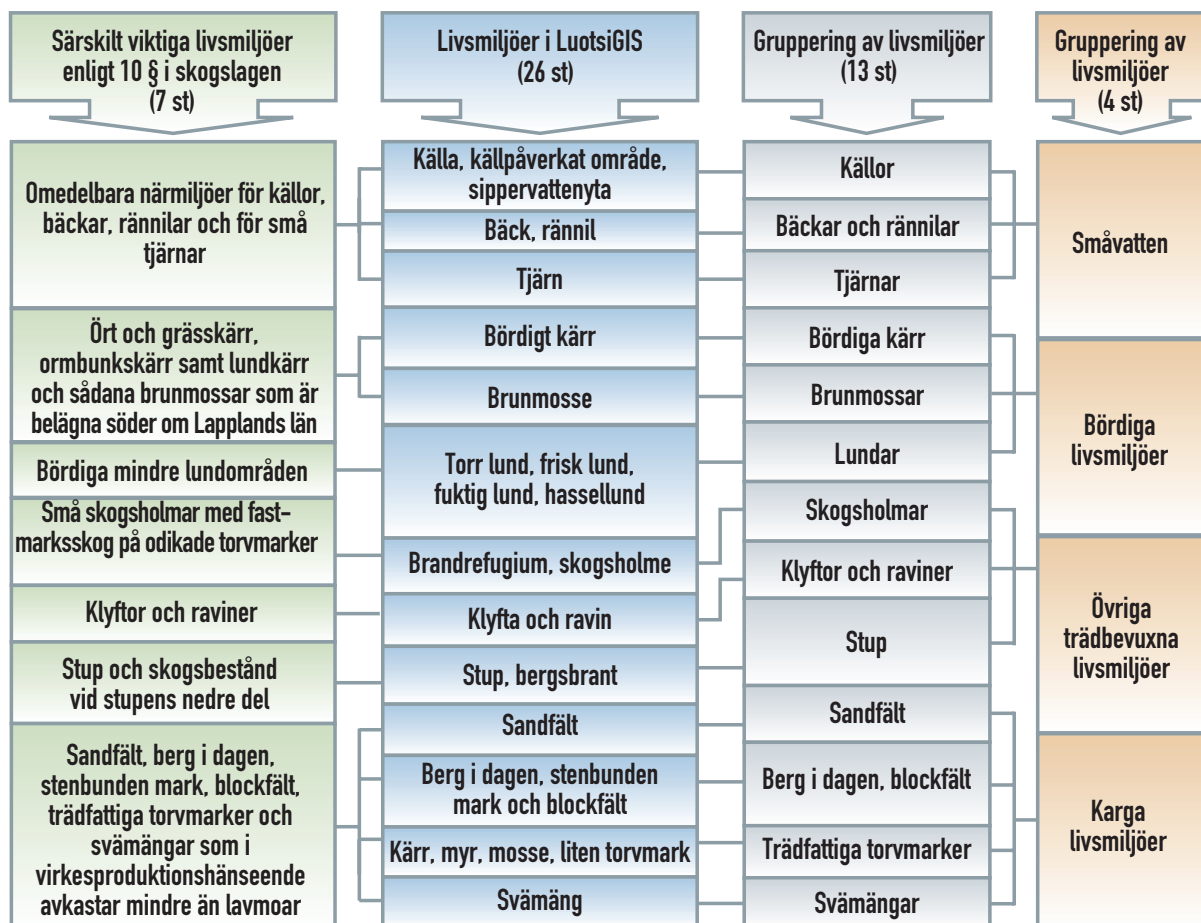 Särskilt viktiga livsmiljöer
enligt 10 § i skogslagen
(7 st)
Livsmiljöer i LuotsiGIS
(26 st)
Gruppering av livsmiljöer
(13 st)
Gruppering av
livsmiljöer
(4 st)
Omedelbara närmiljöer för källor,
bäckar, rännilar och för små
tjärnar
Ört och grässkärr,
ormbunkskärr samt lundkärr
och sådana brunmossar som är
belägna söder om Lapplands län
Bördiga mindre lundområden
Små skogsholmar med fast-
marksskog på odikade torvmarker
Klyftor och raviner
Stup och skogsbestånd
vid stupens nedre del
Sandfält, berg i dagen,
stenbunden mark, blockfält,
trädfattiga torvmarker och
svämängar som i
virkesproduktionshänseende
avkastar mindre än lavmoar
Källa, källpåverkat område,
sippervattenyta
Bäck, rännil
Tjärn
Bördigt kärr
Brunmosse
Torr lund, frisk lund,
fuktig lund, hassellund
Brandrefugium, skogsholme
Klyfta och ravin
Stup, bergsbrant
Sandfält
Berg i dagen, stenbunden
mark och blockfält
Kärr, myr, mosse, liten torvmark
Svämäng
Källor
Bäckar och rännilar
Tjärnar
Bördiga kärr
Brunmossar
Lundar
Skogsholmar
Klyftor och raviner
Stup
Sandfält
Berg i dagen, blockfält
Trädfattiga torvmarker
Svämängar
Småvatten
Bördiga
livsmiljöer
Övriga
trädbevuxna
livsmiljöer
Karga
livsmiljöer